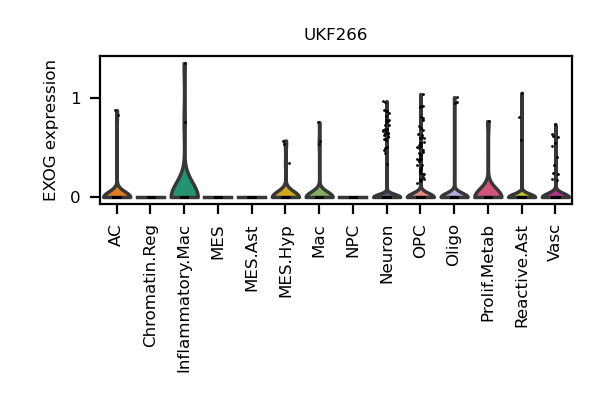 UKF266
EXOG expression
1
0
AC
Chromatin.Reg
Inflammatory.Mac
MES
MES.Ast
MES.Hyp
Mac
NPC
Neuron
OPC
Oligo
Prolif.Metab
Reactive.Ast
Vasc